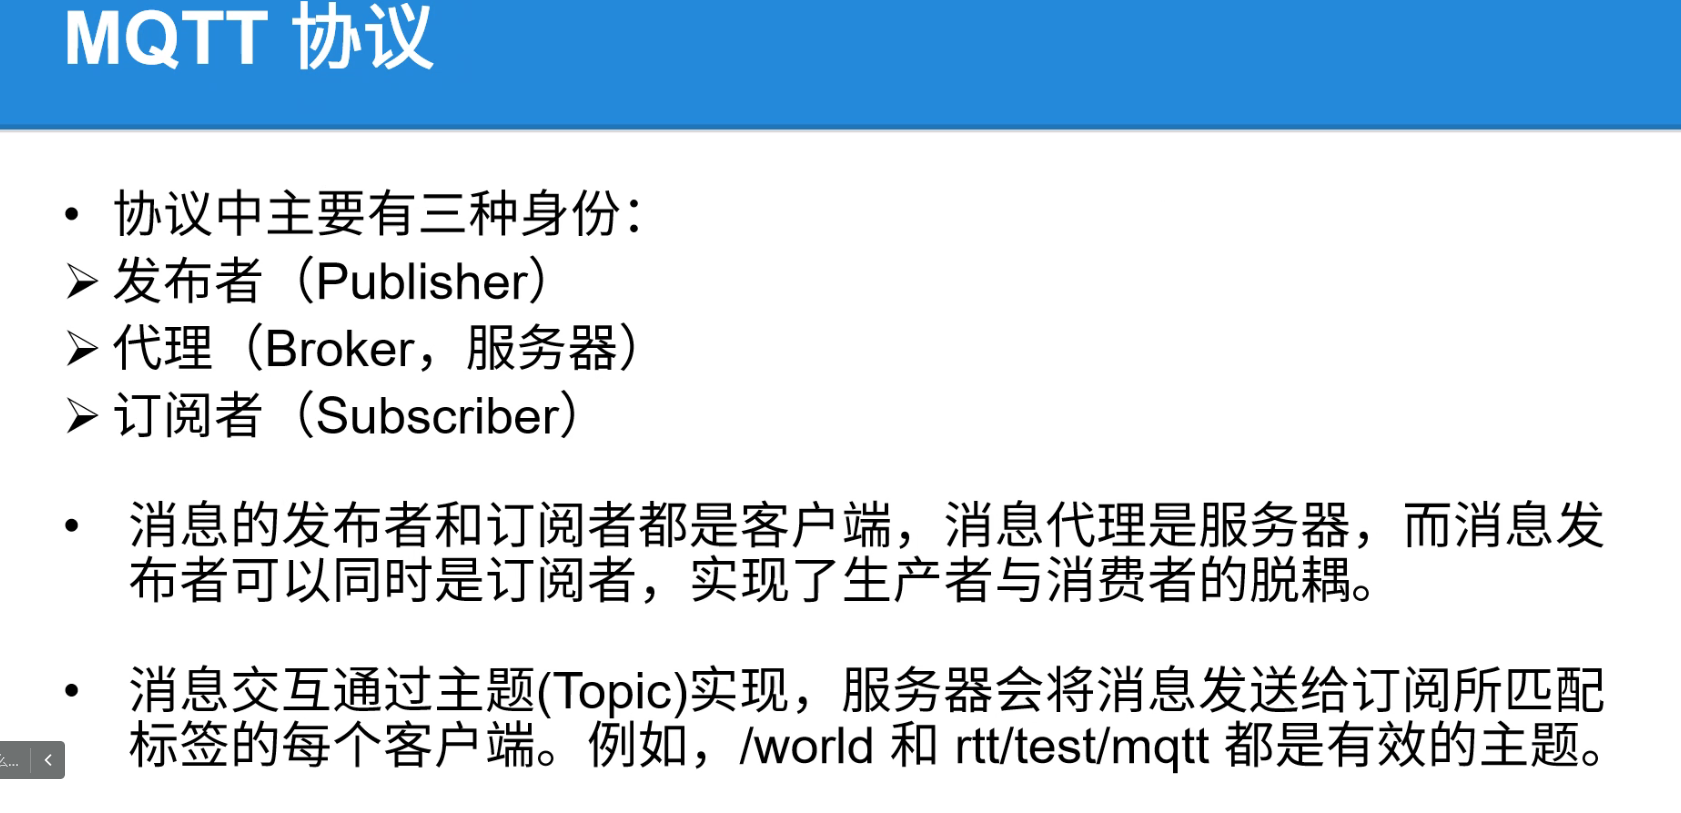 MQTT 协议
• 协议中主要有三种身份：
➢ 发布者（Publisher）
➢ 代理（Broker，服务器）
➢ 订阅者（Subscriber）
• 消息的发布者和订阅者都是客户端，消息代理是服务器，而消息发
布者可以同时是订阅者，实现了生产者与消费者的脱耦。
• 消息交互通过主题(Topic)实现，服务器会将消息发送给订阅所匹配
标签的每个客户端。例如，/world 和 rtt/test/mqtt 都是有效的主题。